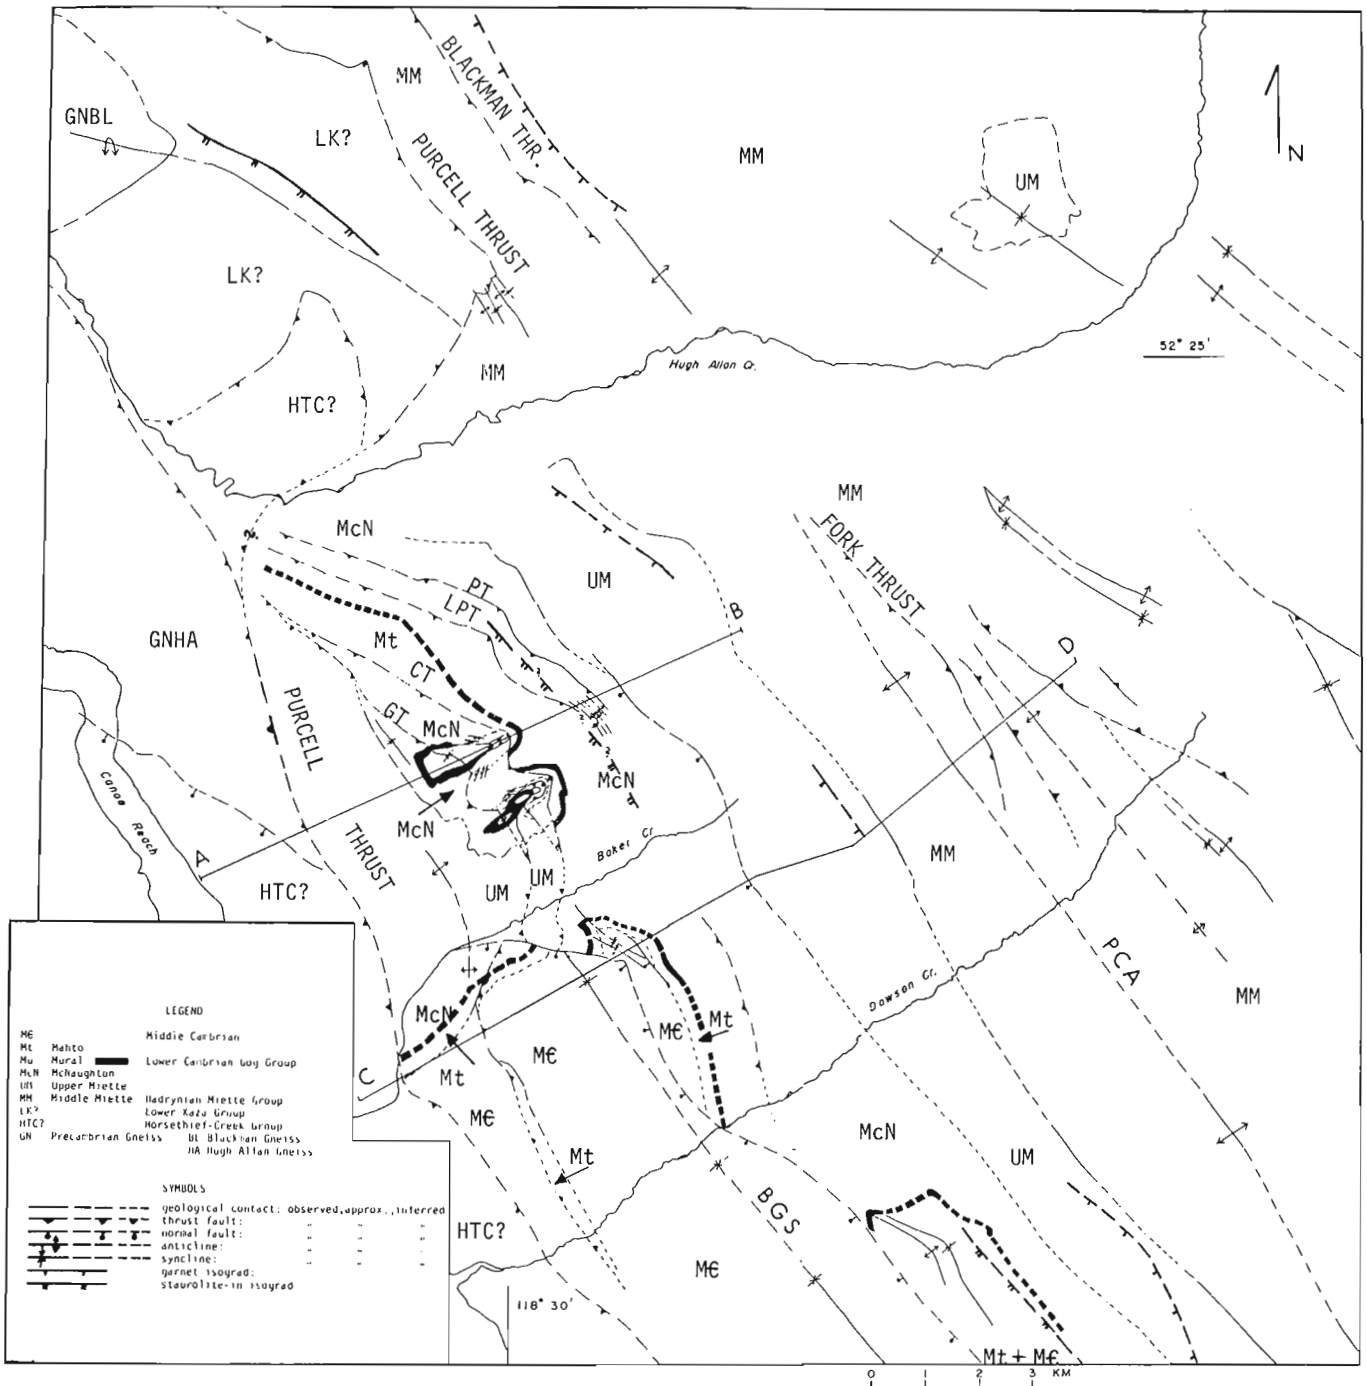 MM
BLACKMAN THR.
GNBL
LK?
PURCELL THRUST
MM
UM
N
LK?
52° 25'
Hugh Allan Cr.
MM
HTC?
MM
McN
FORK THRUST
PT
UM
LPT
B
GNHA
Mt
D
CT
PURCELL
GT
McN
McN
Canoe Reach
McN
THRUST
Baker Cr
A
MM
HTC?
UM
UM
PCA
Dawson Cr.
MM
McN
M€
Mt
M€
Mt
C
M€
McN
Mt
UM
BGS
HTC?
M€
118° 30'
Mt + M€
0 1 2 3 KM
LEGEND
M€ Middle Cambrian
Mt Mahto
Mu Mural Lower Cambrian Gog Group
McN McNaughton
UM Upper Miette
MM Middle Miette Hadrynian Miette Group
LK? Lower Kaza Group
HTC? Horsethief-Creek Group
GN Precambrian Gneiss BL Blackman Gneiss
HA Hugh Allan Gneiss
SYMBOLS
geological contact: observed, approx., inferred
thrust fault: " " "
normal fault: " " "
anticline: " " "
syncline: " " "
garnet isograd:
staurolite-in isograd